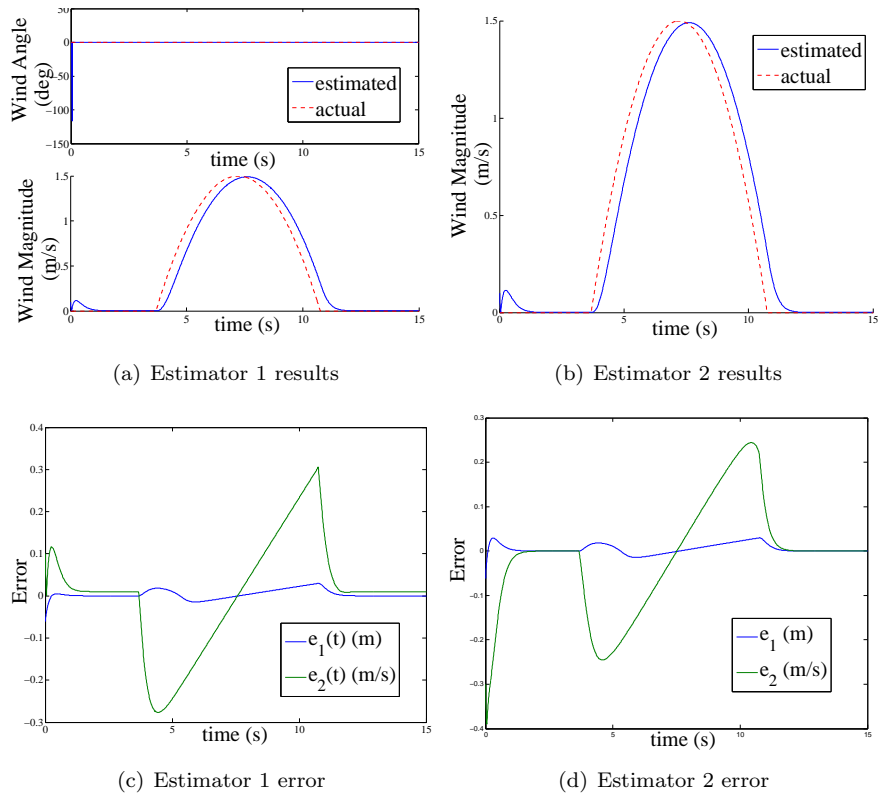 50
0
−50
−100
−150
Wind Angle
(deg)
estimated
actual
0
5
10
15
time (s)
1.5
1
0.5
0
Wind Magnitude
(m/s)
0
5
10
15
time (s)
(a) Estimator 1 results
1.5
1
0.5
0
Wind Magnitude
(m/s)
estimated
actual
0
5
10
15
time (s)
(b) Estimator 2 results
0.4
0.3
0.2
0.1
0
−0.1
−0.2
−0.3
Error
e1(t) (m)
e2(t) (m/s)
0
5
10
15
time (s)
(c) Estimator 1 error
0.3
0.2
0.1
0
−0.1
−0.2
−0.3
−0.4
Error
e1 (m)
e2 (m/s)
0
5
10
15
time (s)
(d) Estimator 2 error